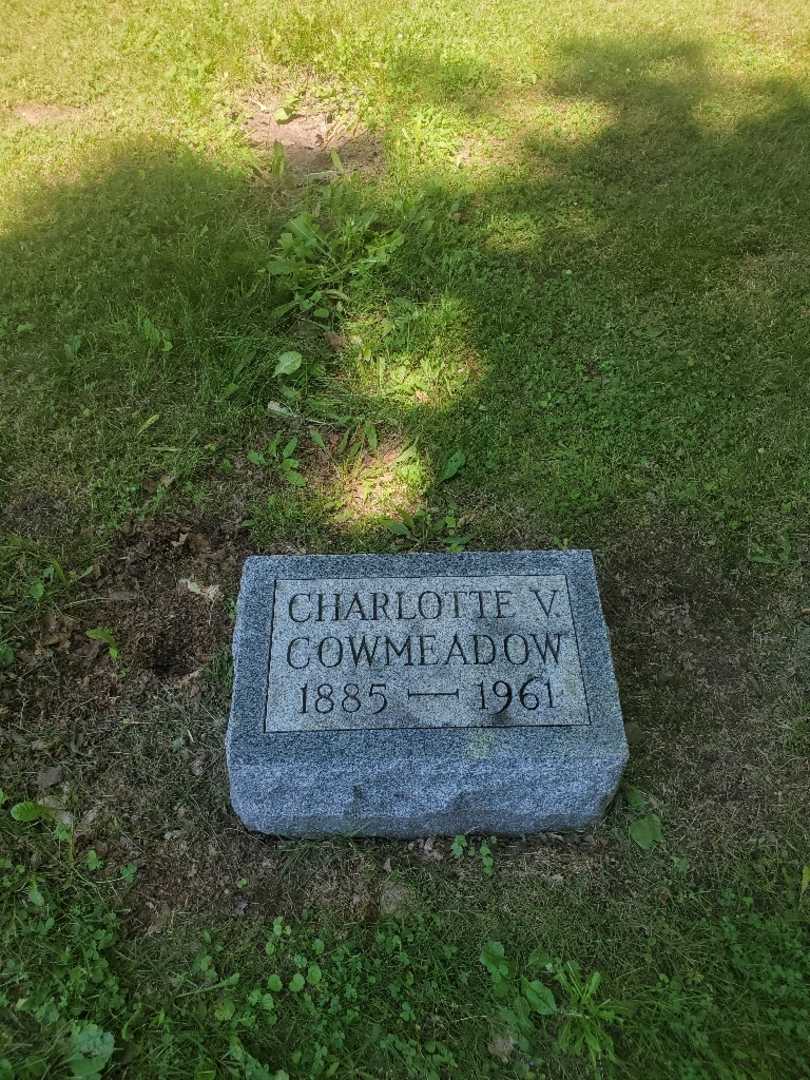 CHARLOTTE V.
COWMEADOW
1885 — 1961